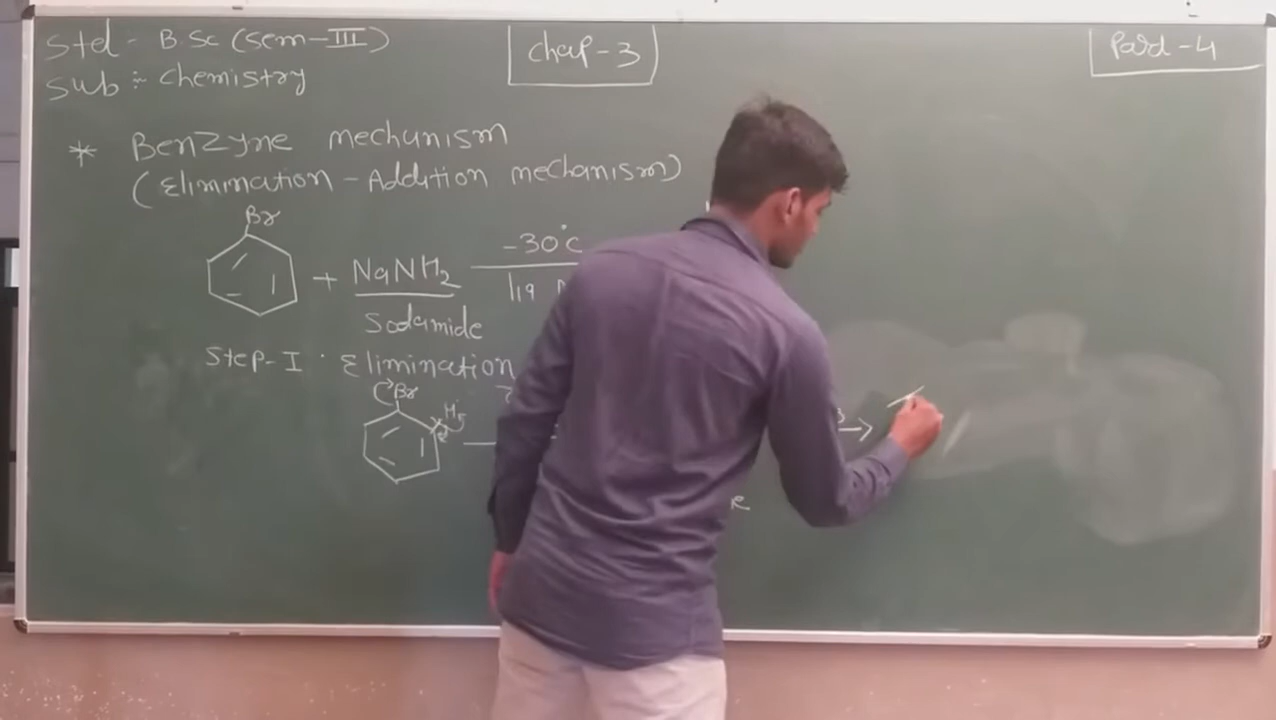 Std - B.Sc (Sem-III)
Chap-3
Part-4
Sub :- Chemistry
* Benzyne mechanism
(Elimination - Addition mechanism)
Br
+ NaNH2
-30°C
liq
Sodamide
Step-I : Elimination
Br
H